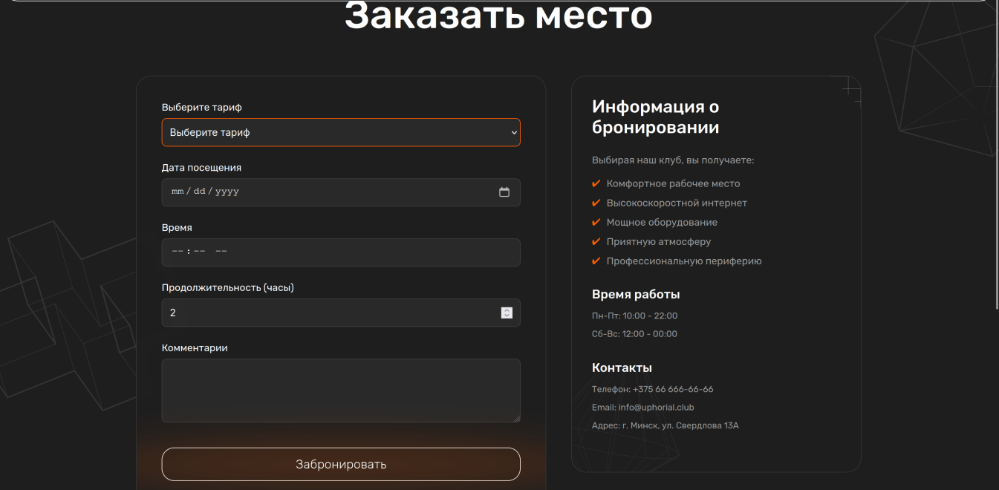 Заказать место
Выберите тариф
Выберите тариф
Дата посещения
mm / dd / yyyy
Время
-- : -- --
Продолжительность (часы)
2
Комментарии
Забронировать
Информация о
бронировании
Выбирая наш клуб, вы получаете:
✔ Комфортное рабочее место
✔ Высокоскоростной интернет
✔ Мощное оборудование
✔ Приятную атмосферу
✔ Профессиональную периферию
Время работы
Пн-Пт: 10:00 - 22:00
Сб-Вс: 12:00 - 00:00
Контакты
Телефон: +375 66 666-66-66
Email: info@uphorial.club
Адрес: г. Минск, ул. Свердлова 13А